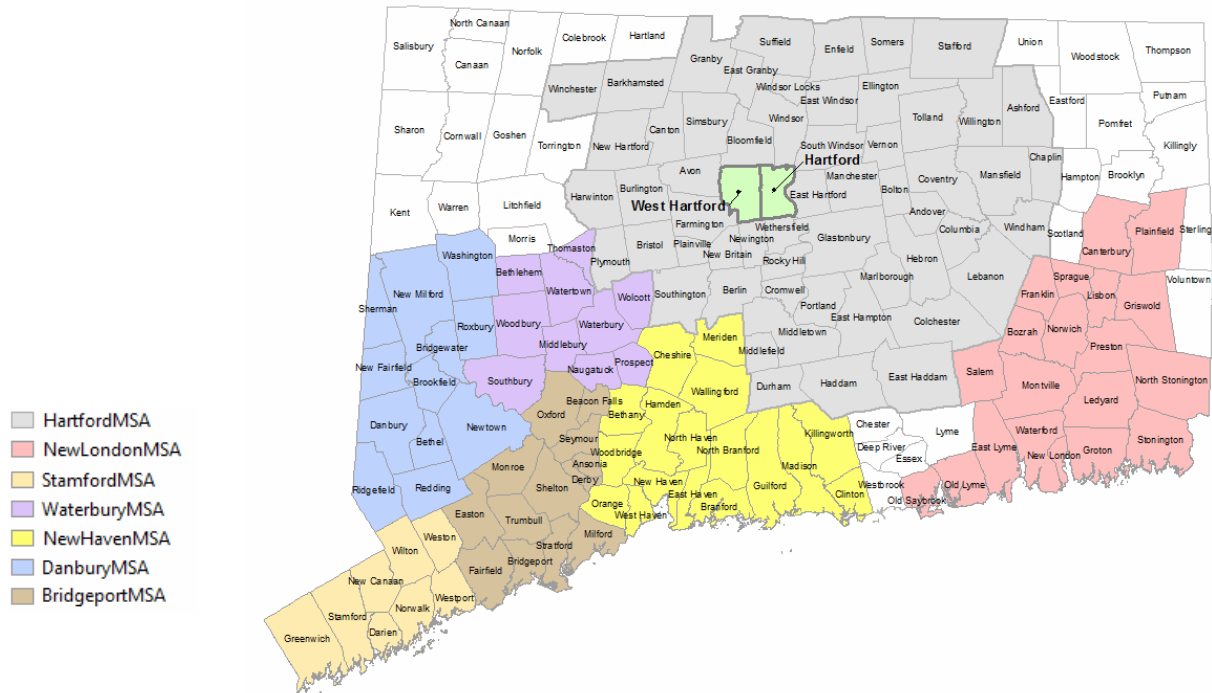 North Canaan
Colebrook
Hartland
Suffield
Enfield
Somers
Stafford
Union
Thompson
Salisbury
Norfolk
Canaan
Granby
East Granby
Woodstock
Winchester
Barkhamsted
Windsor Locks
Ellington
East Windsor
Putnam
Ashford
Eastford
Sharon
Cornwall
Goshen
Torrington
New Hartford
Canton
Simsbury
Bloomfield
Windsor
South Windsor
Vernon
Tolland
Willington
Pomfret
Killingly
Chaplin
Hartford
Avon
Manchester
Mansfield
Hampton
Brooklyn
Kent
Warren
Litchfield
Harwinton
Burlington
West Hartford
East Hartford
Bolton
Coventry
Andover
Columbia
Windham
Scotland
Canterbury
Plainfield
Sterling
Morris
Thomaston
Plymouth
Bristol
Farmington
Plainville
Newington
New Britain
Wethersfield
Rocky Hill
Glastonbury
Hebron
Marlborough
Lebanon
Washington
Bethlehem
Watertown
Wolcott
Southington
Berlin
Cromwell
Portland
East Hampton
Colchester
Franklin
Sprague
Lisbon
Griswold
Voluntown
Sherman
New Milford
Roxbury
Woodbury
Waterbury
Middlebury
Meriden
Middletown
Middlefield
Bozrah
Norwich
Preston
New Fairfield
Bridgewater
Brookfield
Southbury
Naugatuck
Prospect
Cheshire
Wallingford
Durham
Haddam
East Haddam
Salem
Montville
Ledyard
North Stonington
Danbury
Bethel
Newtown
Oxford
Beacon Falls
Bethany
Hamden
Seymour
Woodbridge
North Haven
North Branford
Killingworth
Chester
Deep River
Essex
Lyme
East Lyme
Waterford
New London
Groton
Stonington
Ridgefield
Redding
Monroe
Ansonia
Derby
Shelton
New Haven
East Haven
Guilford
Madison
Clinton
Westbrook
Old Saybrook
Old Lyme
Orange
West Haven
Branford
Easton
Trumbull
Stratford
Milford
Wilton
Weston
Fairfield
Bridgeport
New Canaan
Norwalk
Westport
Greenwich
Stamford
Darien
HartfordMSA
NewLondonMSA
StamfordMSA
WaterburyMSA
NewHavenMSA
DanburyMSA
BridgeportMSA